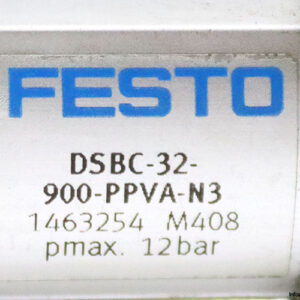 FESTO
DSBC-32-
900-PPVA-N3
1463254 M408
pmax. 12bar